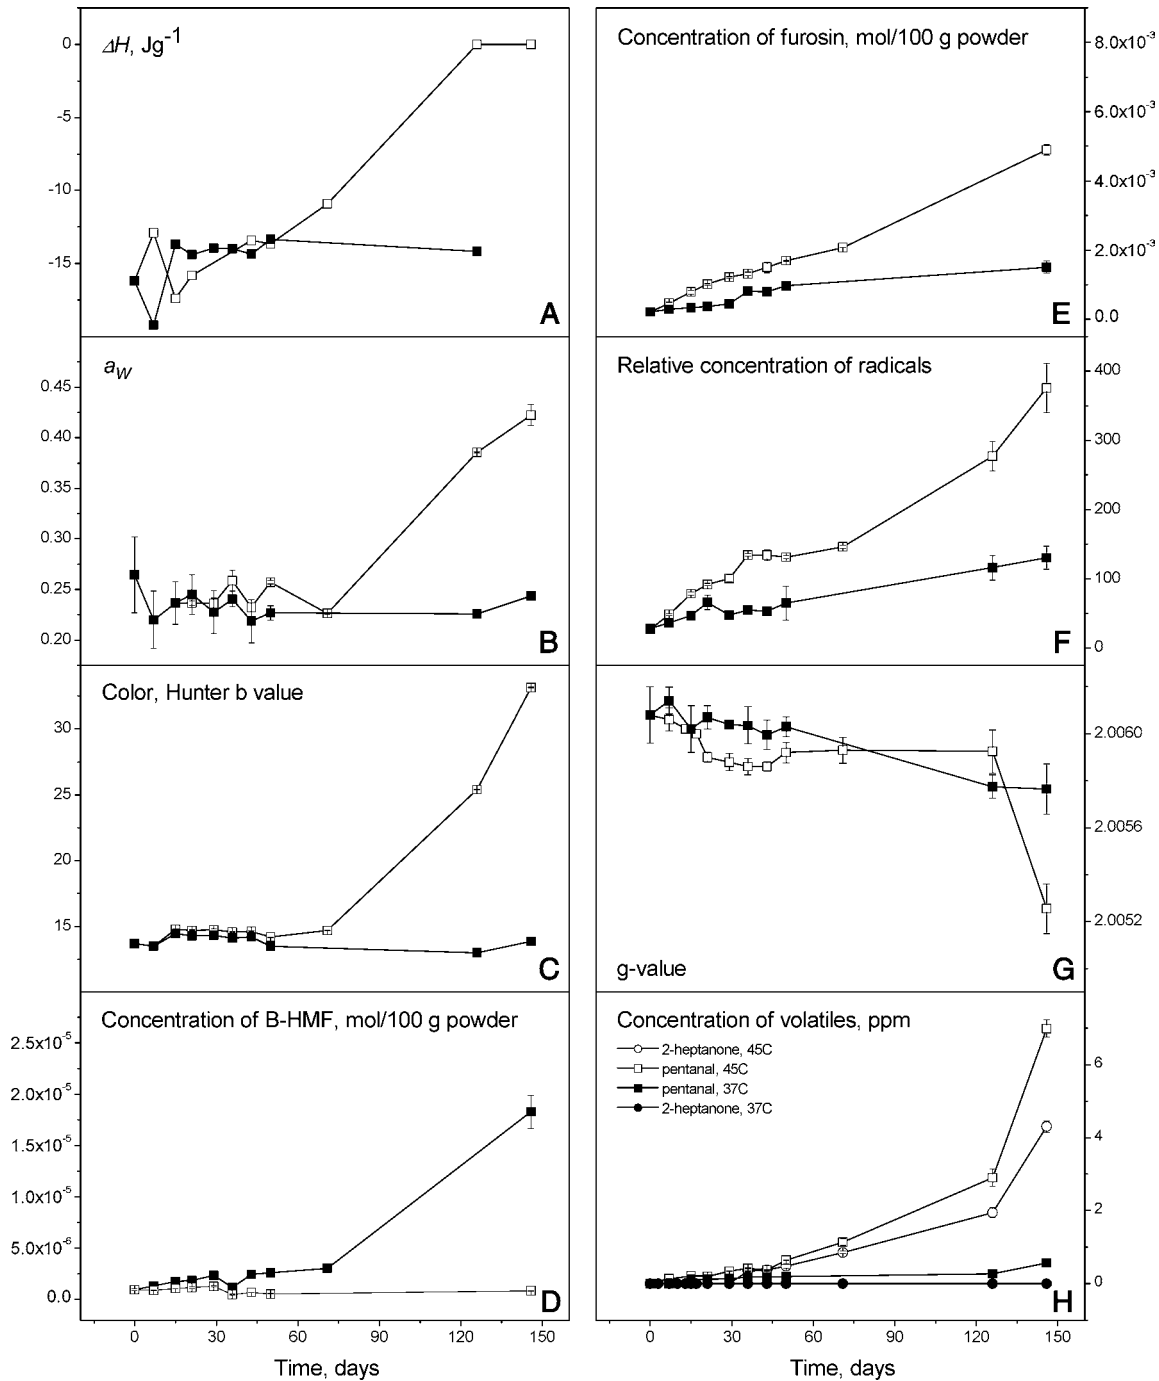 ΔH, Jg⁻¹
0
-5
-10
-15
A
a_W
0.45
0.40
0.35
0.30
0.25
0.20
B
Color, Hunter b value
30
25
20
15
C
Concentration of B-HMF, mol/100 g powder
2.5x10⁻⁵
2.0x10⁻⁵
1.5x10⁻⁵
1.0x10⁻⁵
5.0x10⁻⁶
0.0
D
0 30 60 90 120 150
Time, days
Concentration of furosin, mol/100 g powder
8.0x10⁻³
6.0x10⁻³
4.0x10⁻³
2.0x10⁻³
0.0
E
Relative concentration of radicals
400
300
200
100
0
F
2.0060
2.0056
2.0052
g-value
G
Concentration of volatiles, ppm
2-heptanone, 45C
pentanal, 45C
pentanal, 37C
2-heptanone, 37C
6
4
2
0
H
0 30 60 90 120 150
Time, days